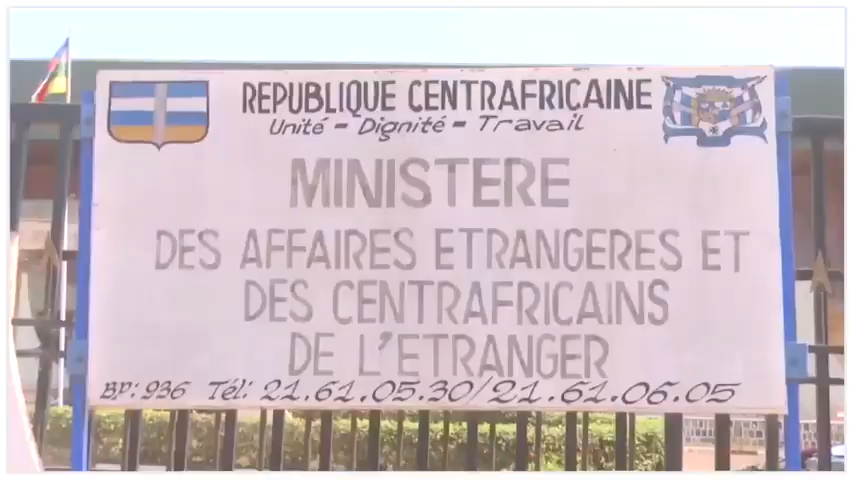 REPUBLIQUE CENTRAFRICAINE
Unité = Dignité = Travail
MINISTERE
DES AFFAIRES ETRANGERES ET
DES CENTRAFRICAINS
DE L'ETRANGER
BP: 936 Tél: 21.61.05.30/21.61.06.05